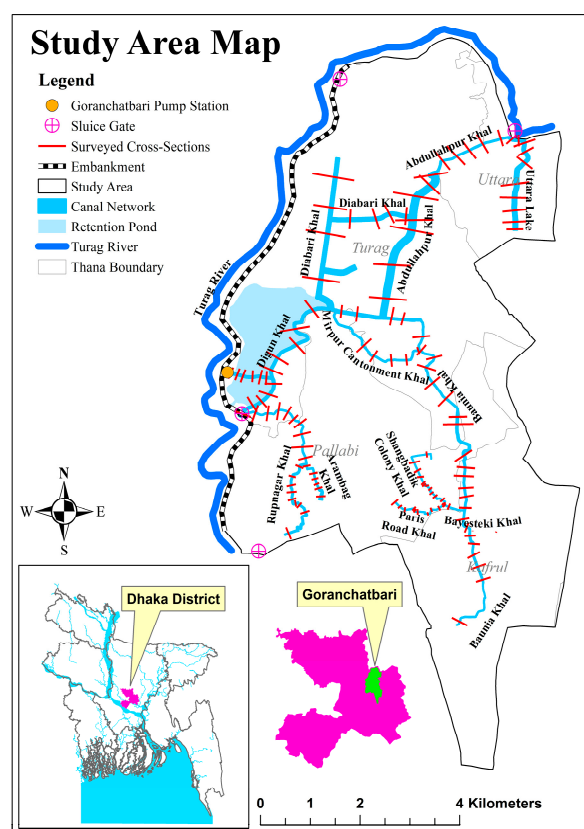 Study Area Map
Legend
Goranchatbari Pump Station
Sluice Gate
Surveyed Cross-Sections
Embankment
Study Area
Canal Network
Retention Pond
Turag River
Thana Boundary
Abdullahpur Khal
Uttara
Uttara Lake
Diabari Khal
Diabari Khal
Turag
Abdullahpur Khal
Turag River
Digun Khal
Mirpur Cantonment Khal
Baunia Khal
Pallabi
Arambag
Khal
Rupnagar Khal
Shangbadik
Colony Khal
Paris
Road Khal
Bayesteki Khal
Kafrul
Baunia Khal
N
W
E
S
Dhaka District
Goranchatbari
0 1 2 4 Kilometers